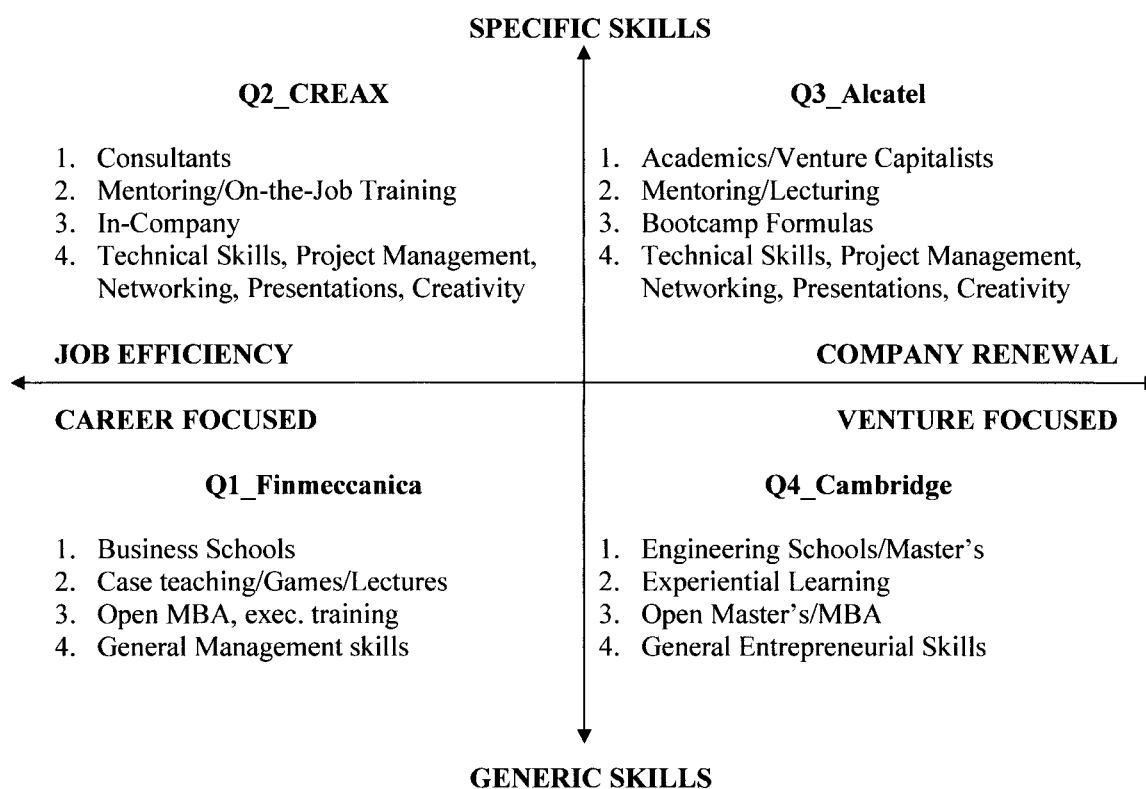 SPECIFIC SKILLS
Q2_CREAX
1. Consultants
2. Mentoring/On-the-Job Training
3. In-Company
4. Technical Skills, Project Management,
Networking, Presentations, Creativity
Q3_Alcatel
1. Academics/Venture Capitalists
2. Mentoring/Lecturing
3. Bootcamp Formulas
4. Technical Skills, Project Management,
Networking, Presentations, Creativity
JOB EFFICIENCY
COMPANY RENEWAL
CAREER FOCUSED
VENTURE FOCUSED
Q1_Finmeccanica
1. Business Schools
2. Case teaching/Games/Lectures
3. Open MBA, exec. training
4. General Management skills
Q4_Cambridge
1. Engineering Schools/Master's
2. Experiential Learning
3. Open Master's/MBA
4. General Entrepreneurial Skills
GENERIC SKILLS